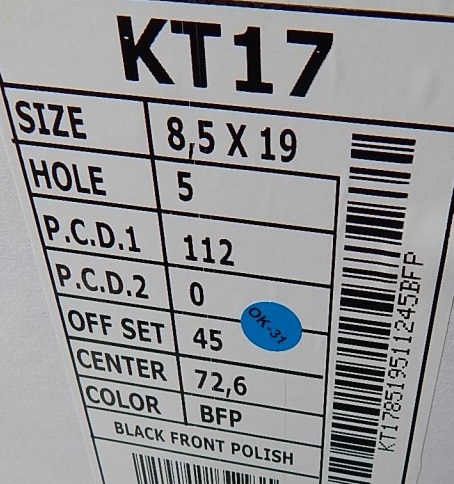 KT17
SIZE 8,5 X 19
HOLE 5
P.C.D.1 112
P.C.D.2 0
OFF SET 45
CENTER 72,6
COLOR BFP
BLACK FRONT POLISH
OK-31
KT178519511245BFP